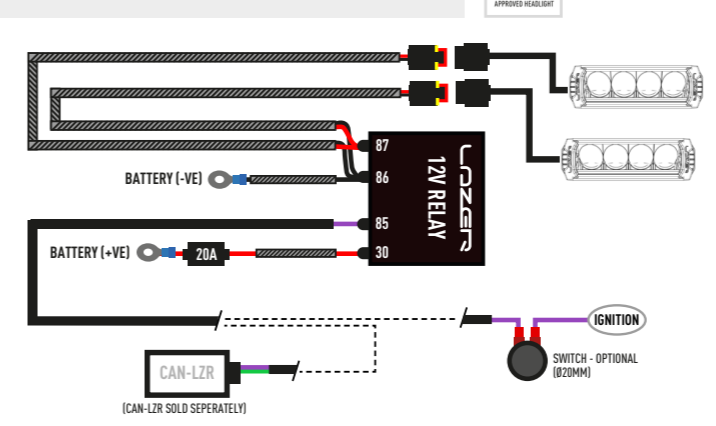 APPROVED HEADLIGHT
87
BATTERY (-VE)
86
LAZER
12V RELAY
85
BATTERY (+VE)
20A
30
IGNITION
SWITCH - OPTIONAL
(Ø20MM)
CAN-LZR
(CAN-LZR SOLD SEPERATELY)